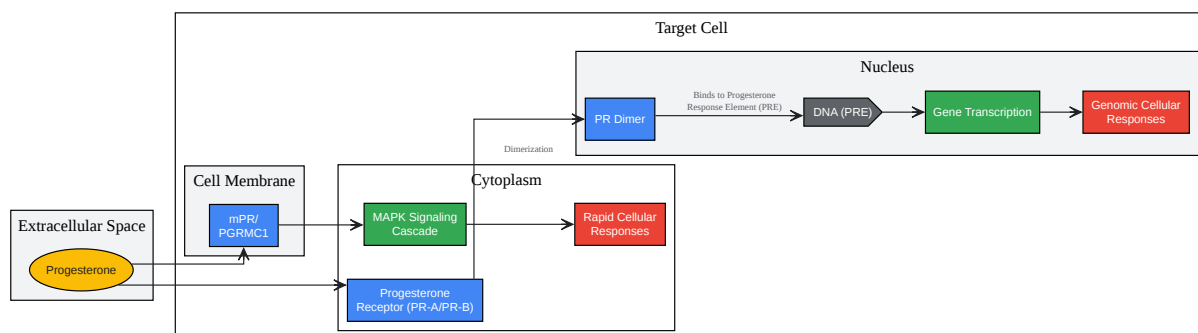 Target Cell
Nucleus
Binds to Progesterone
Response Element (PRE)
PR Dimer
DNA (PRE)
Gene Transcription
Genomic Cellular
Responses
Dimerization
Cell Membrane
mPR/
PGRMC1
Cytoplasm
MAPK Signaling
Cascade
Rapid Cellular
Responses
Extracellular Space
Progesterone
Progesterone
Receptor (PR-A/PR-B)